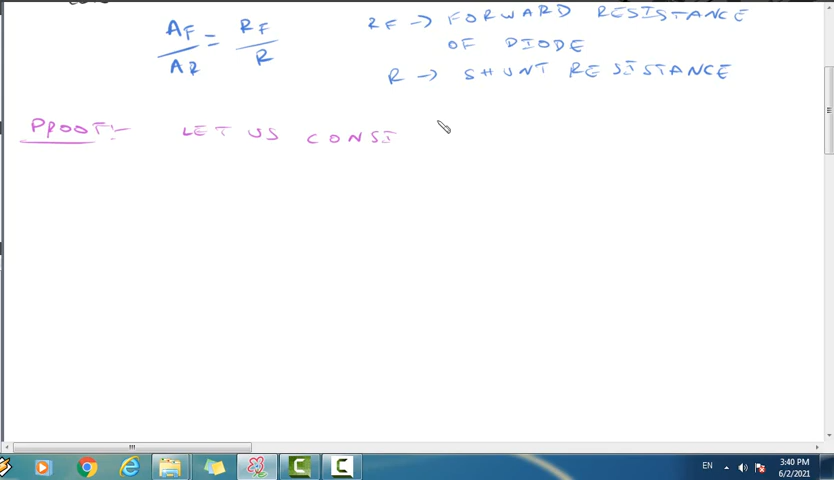 AF/AR = RF/R
RF → FORWARD RESISTANCE
OF DIODE
R → SHUNT RESISTANCE
PROOF:- LET US CONSI
EN
3:40 PM
6/2/2021